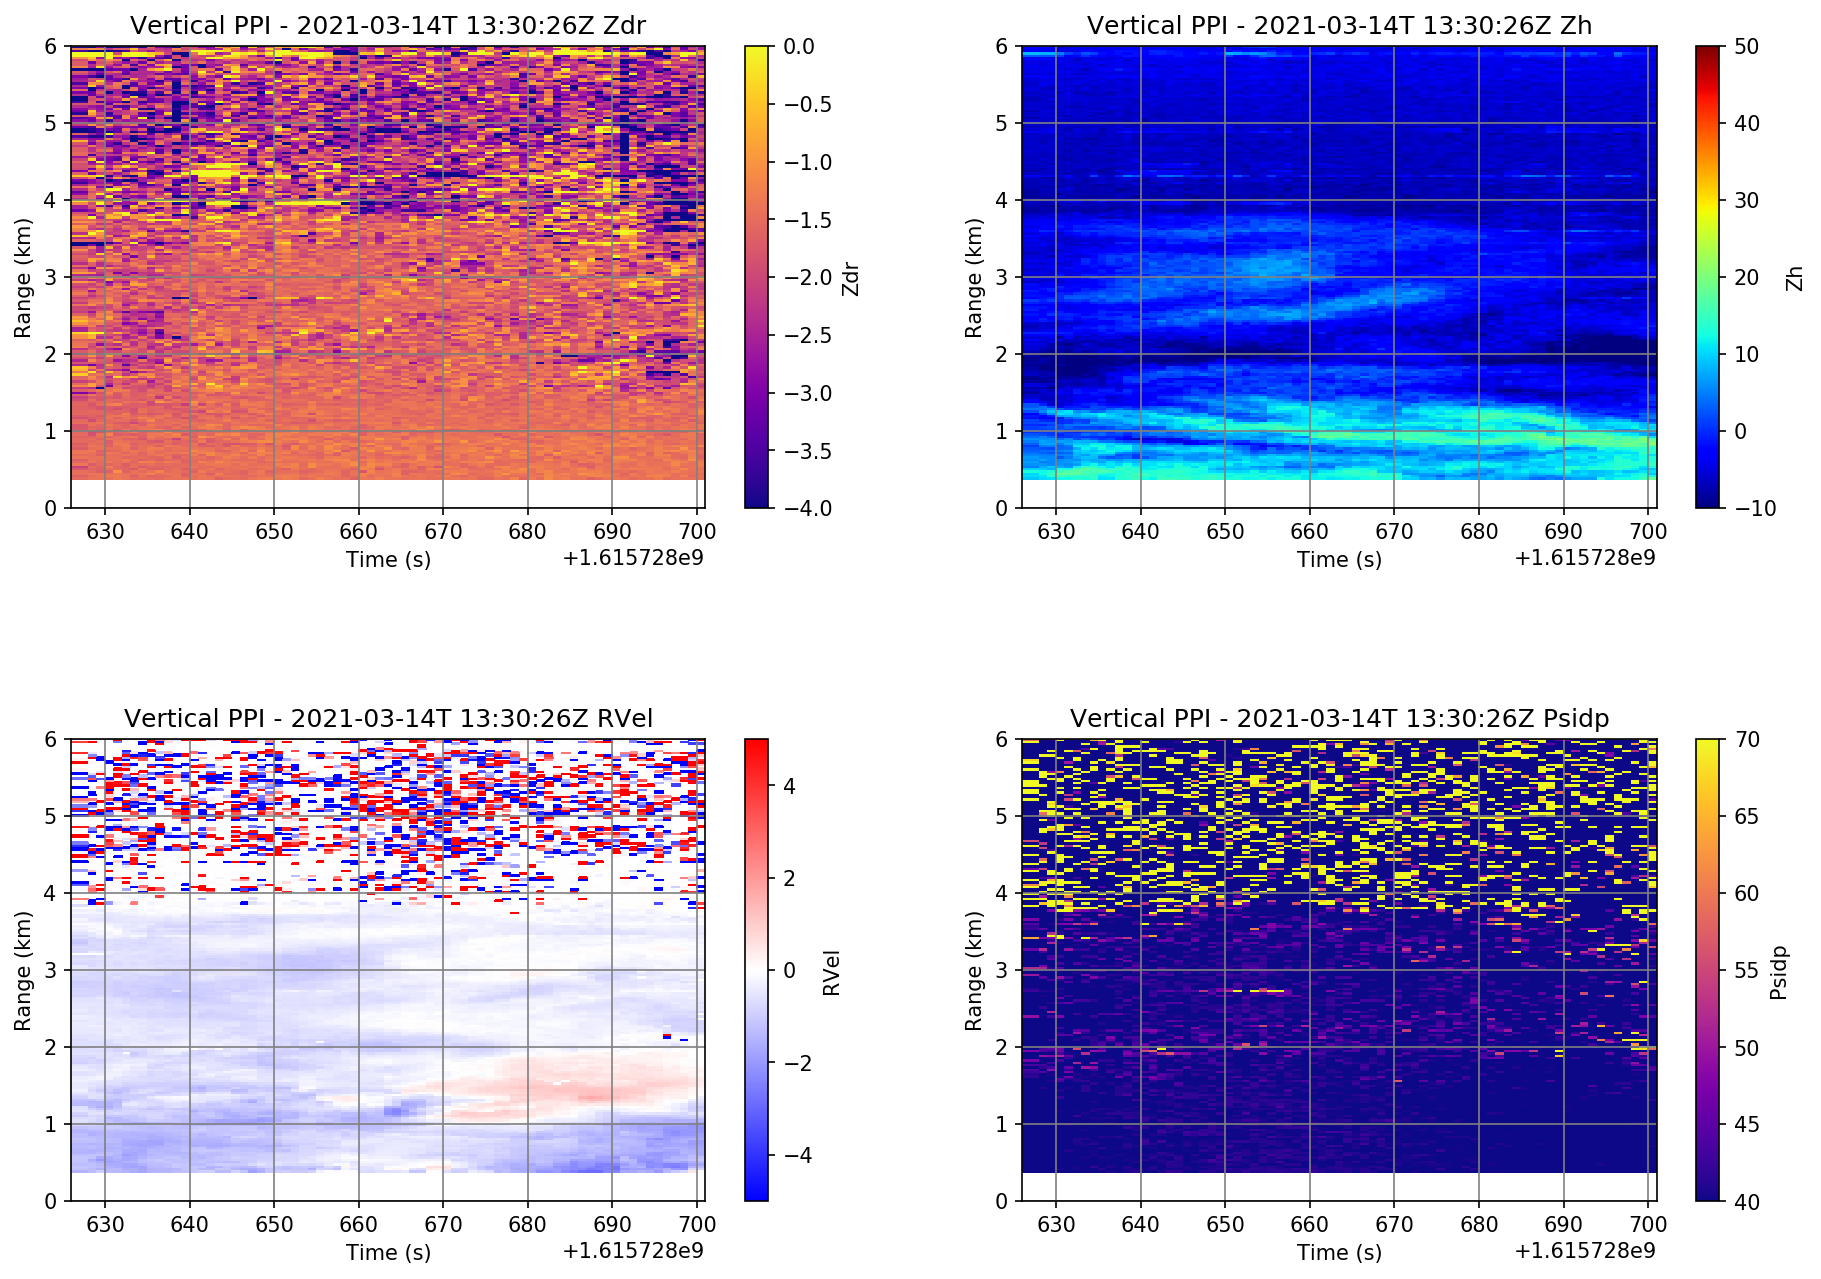 Vertical PPI - 2021-03-14T 13:30:26Z Zdr
6
5
4
3
2
1
0
Range (km)
630 640 650 660 670 680 690 700
Time (s)
+1.615728e9
0.0
−0.5
−1.0
−1.5
−2.0
−2.5
−3.0
−3.5
−4.0
Zdr
Vertical PPI - 2021-03-14T 13:30:26Z Zh
6
5
4
3
2
1
0
Range (km)
630 640 650 660 670 680 690 700
Time (s)
+1.615728e9
50
40
30
20
10
0
−10
Zh
Vertical PPI - 2021-03-14T 13:30:26Z RVel
6
5
4
3
2
1
0
Range (km)
630 640 650 660 670 680 690 700
Time (s)
+1.615728e9
4
2
0
−2
−4
RVel
Vertical PPI - 2021-03-14T 13:30:26Z Psidp
6
5
4
3
2
1
0
Range (km)
630 640 650 660 670 680 690 700
Time (s)
+1.615728e9
70
65
60
55
50
45
40
Psidp